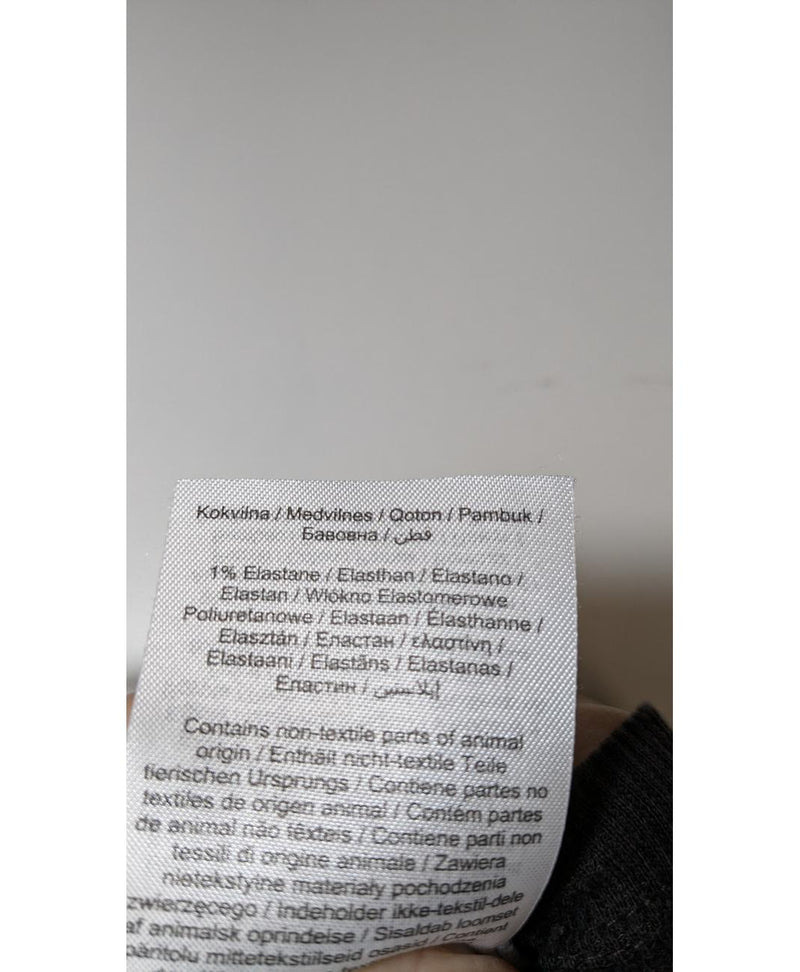 Kokvilna / Medvilnes / Qoton / Pambuk /
Бавовна / قطن
1% Elastane / Elasthan / Elastano /
Elastan / Włókno Elastomerowe
Poliuretanowe / Elastaan / Élasthanne /
Elasztán / Еластан / ελαστίνη /
Elastaani / Elastāns / Elastanas /
Еластин / إيلاستين
Contains non-textile parts of animal
origin / Enthält nicht-textile Teile
tierischen Ursprungs / Contiene partes no
textiles de origen animal / Contém partes
de animal não têxteis / Contiene parti non
tessili di origine animale / Zawiera
nietekstylne materiały pochodzenia
zwierzęcego / Indeholder ikke-tekstil-dele
af animalsk oprindeise / Sisaldab loomset
päritolu mittetekstiilseid osasid / Contient